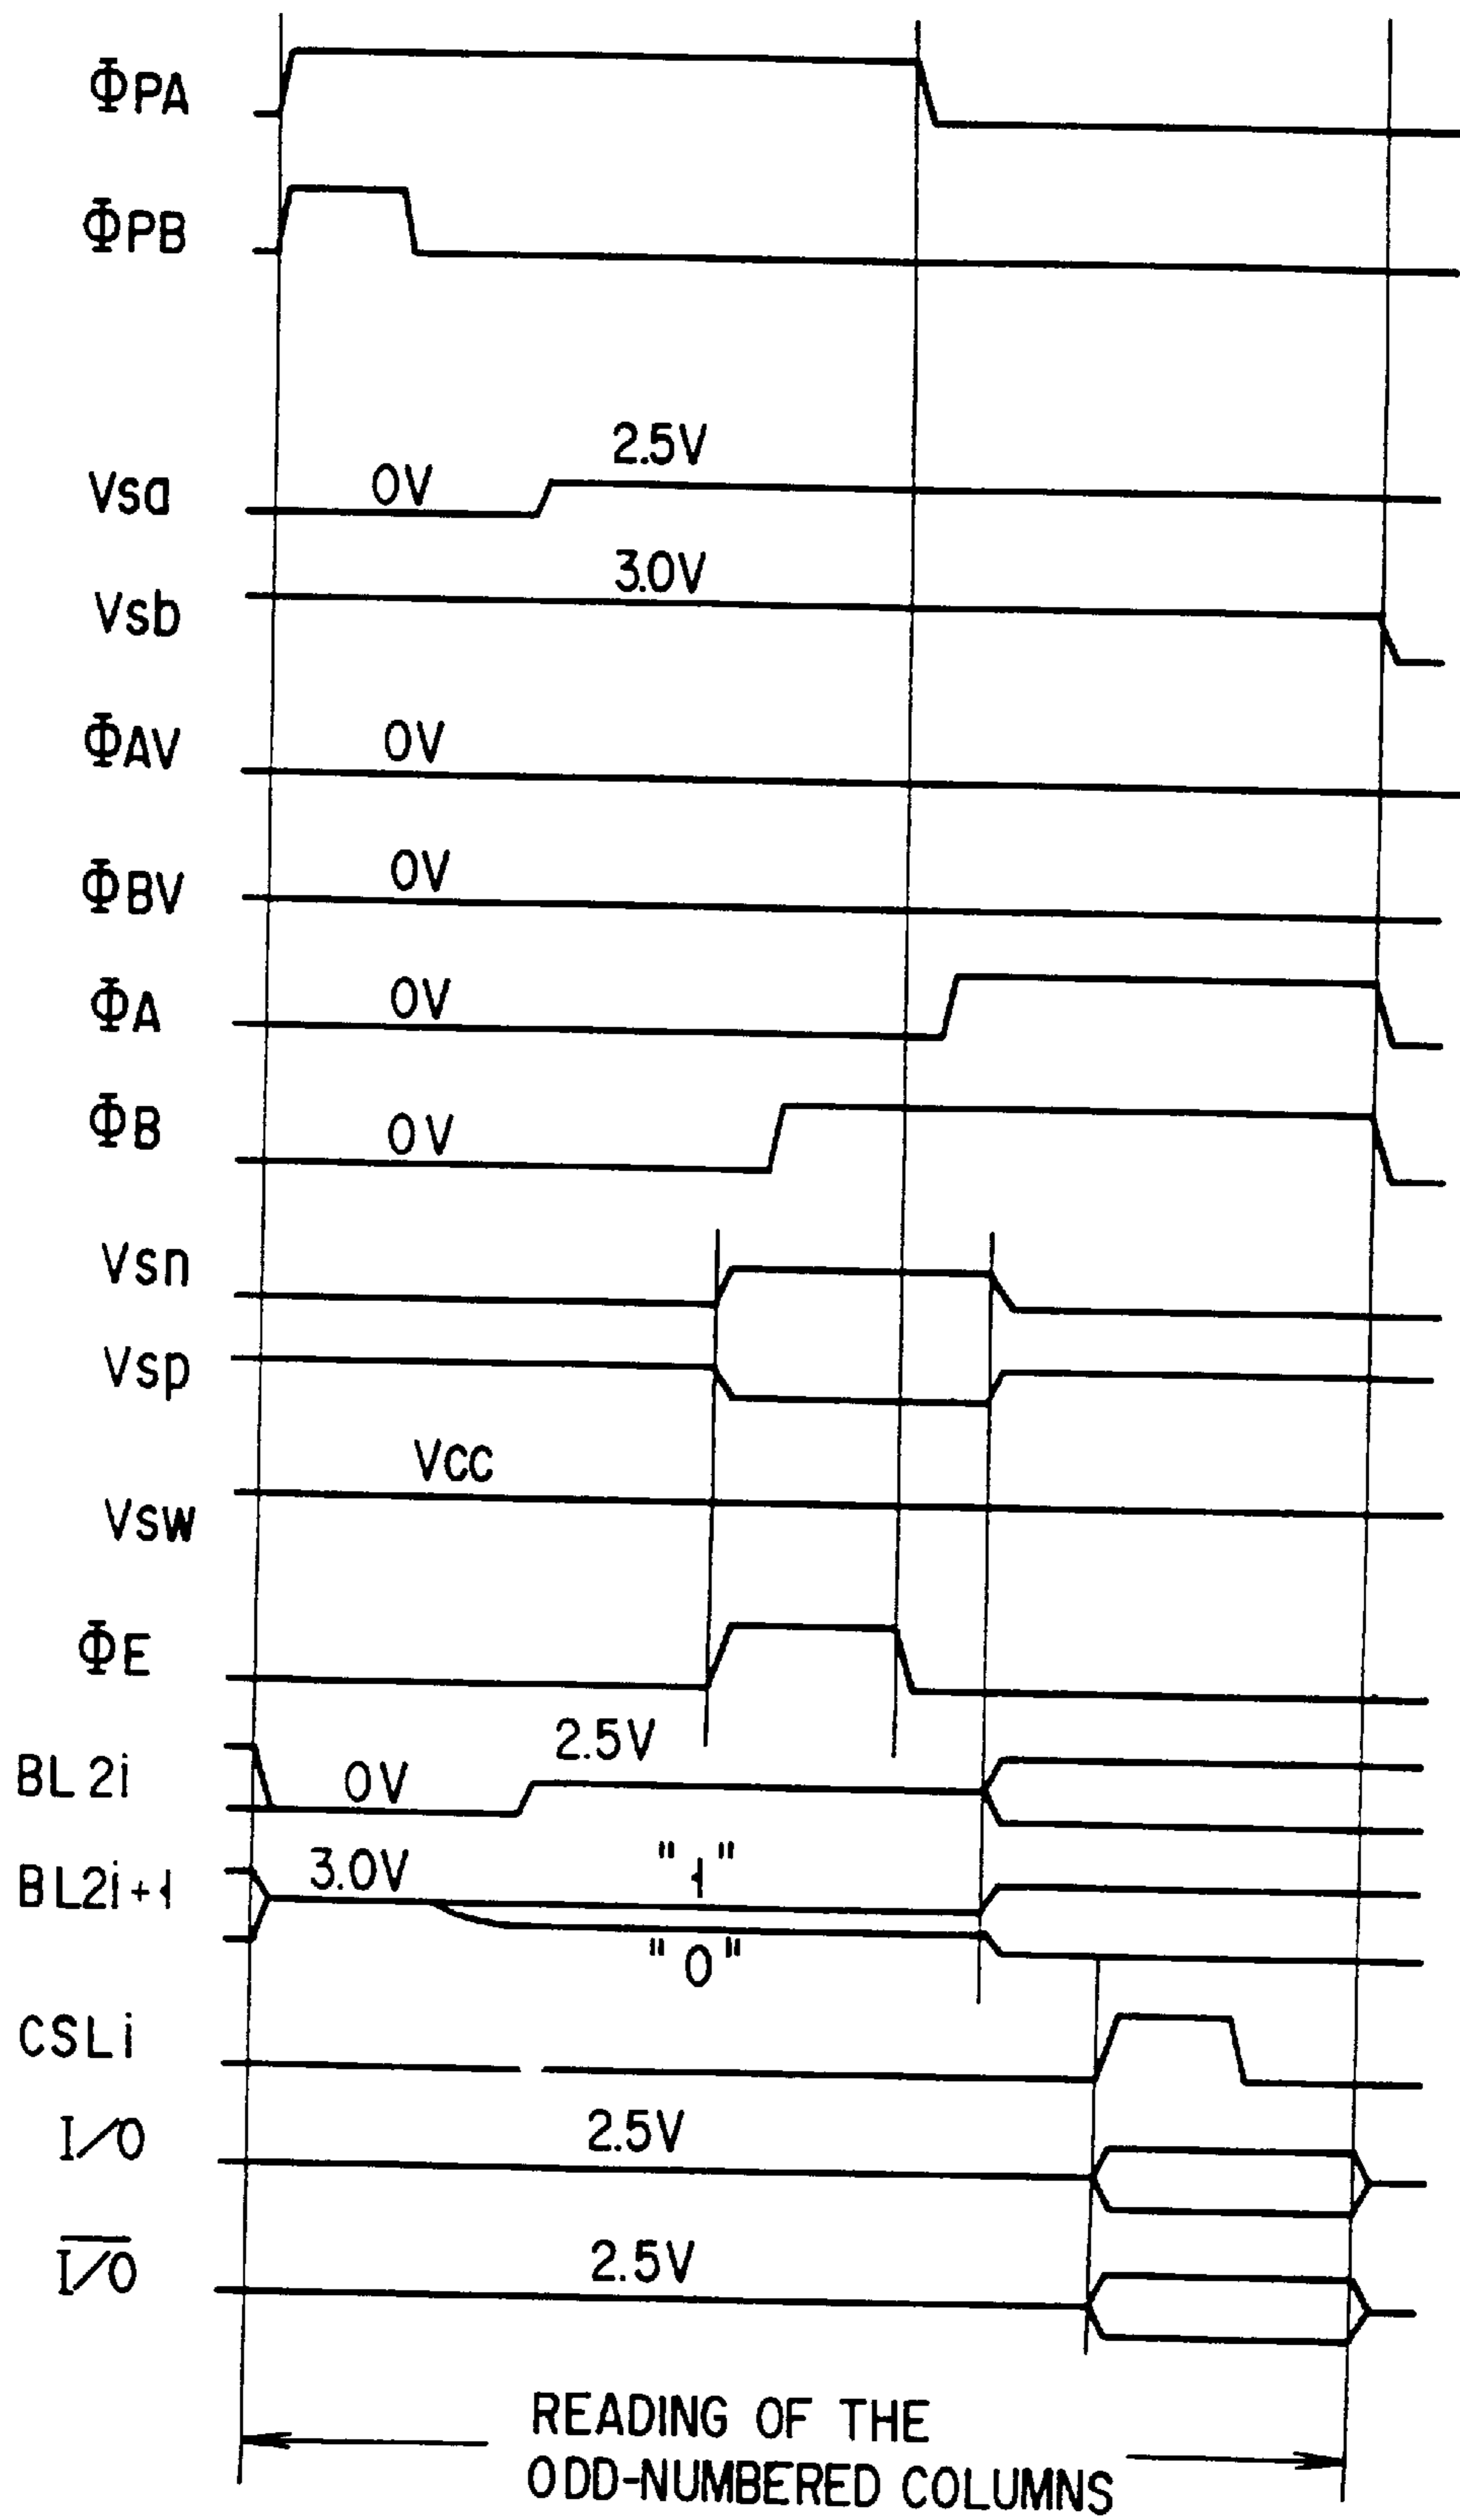 ΦPA
ΦPB
2.5V
Vsa 0V
3.0V
Vsb
ΦAV 0V
ΦBV 0V
ΦA 0V
ΦB 0V
Vsn
Vsp
VCC
Vsw
ΦE
2.5V
BL2i 0V
BL2i+1 3.0V "1"
"0"
CSLi
I/O 2.5V
I/O 2.5V
READING OF THE
ODD-NUMBERED COLUMNS